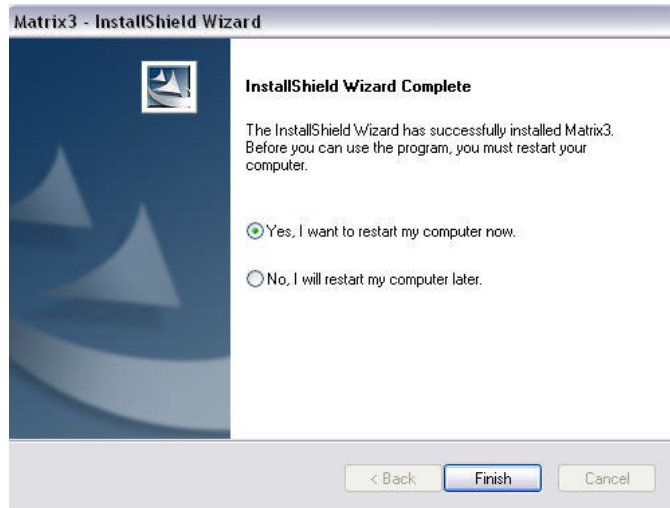 Matrix3 - InstallShield Wizard
InstallShield Wizard Complete
The InstallShield Wizard has successfully installed Matrix3.
Before you can use the program, you must restart your
computer.
Yes, I want to restart my computer now.
No, I will restart my computer later.
< Back
Finish
Cancel